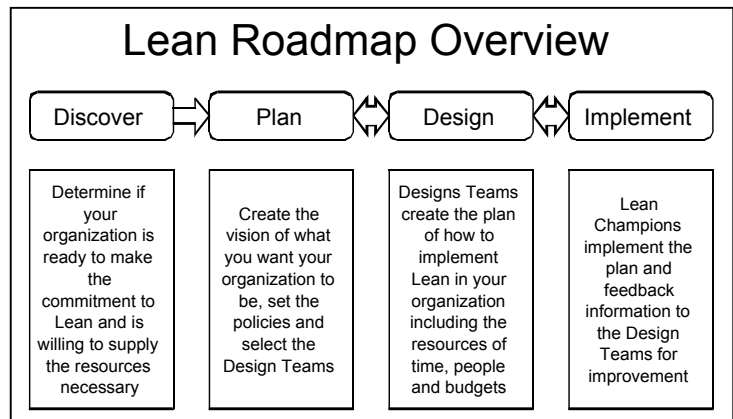 Lean Roadmap Overview
Discover
Plan
Design
Implement
Determine if
your
organization is
ready to make
the
commitment to
Lean and is
willing to supply
the resources
necessary
Create the
vision of what
you want your
organization to
be, set the
policies and
select the
Design Teams
Designs Teams
create the plan
of how to
implement
Lean in your
organization
including the
resources of
time, people
and budgets
Lean
Champions
implement the
plan and
feedback
information to
the Design
Teams for
improvement